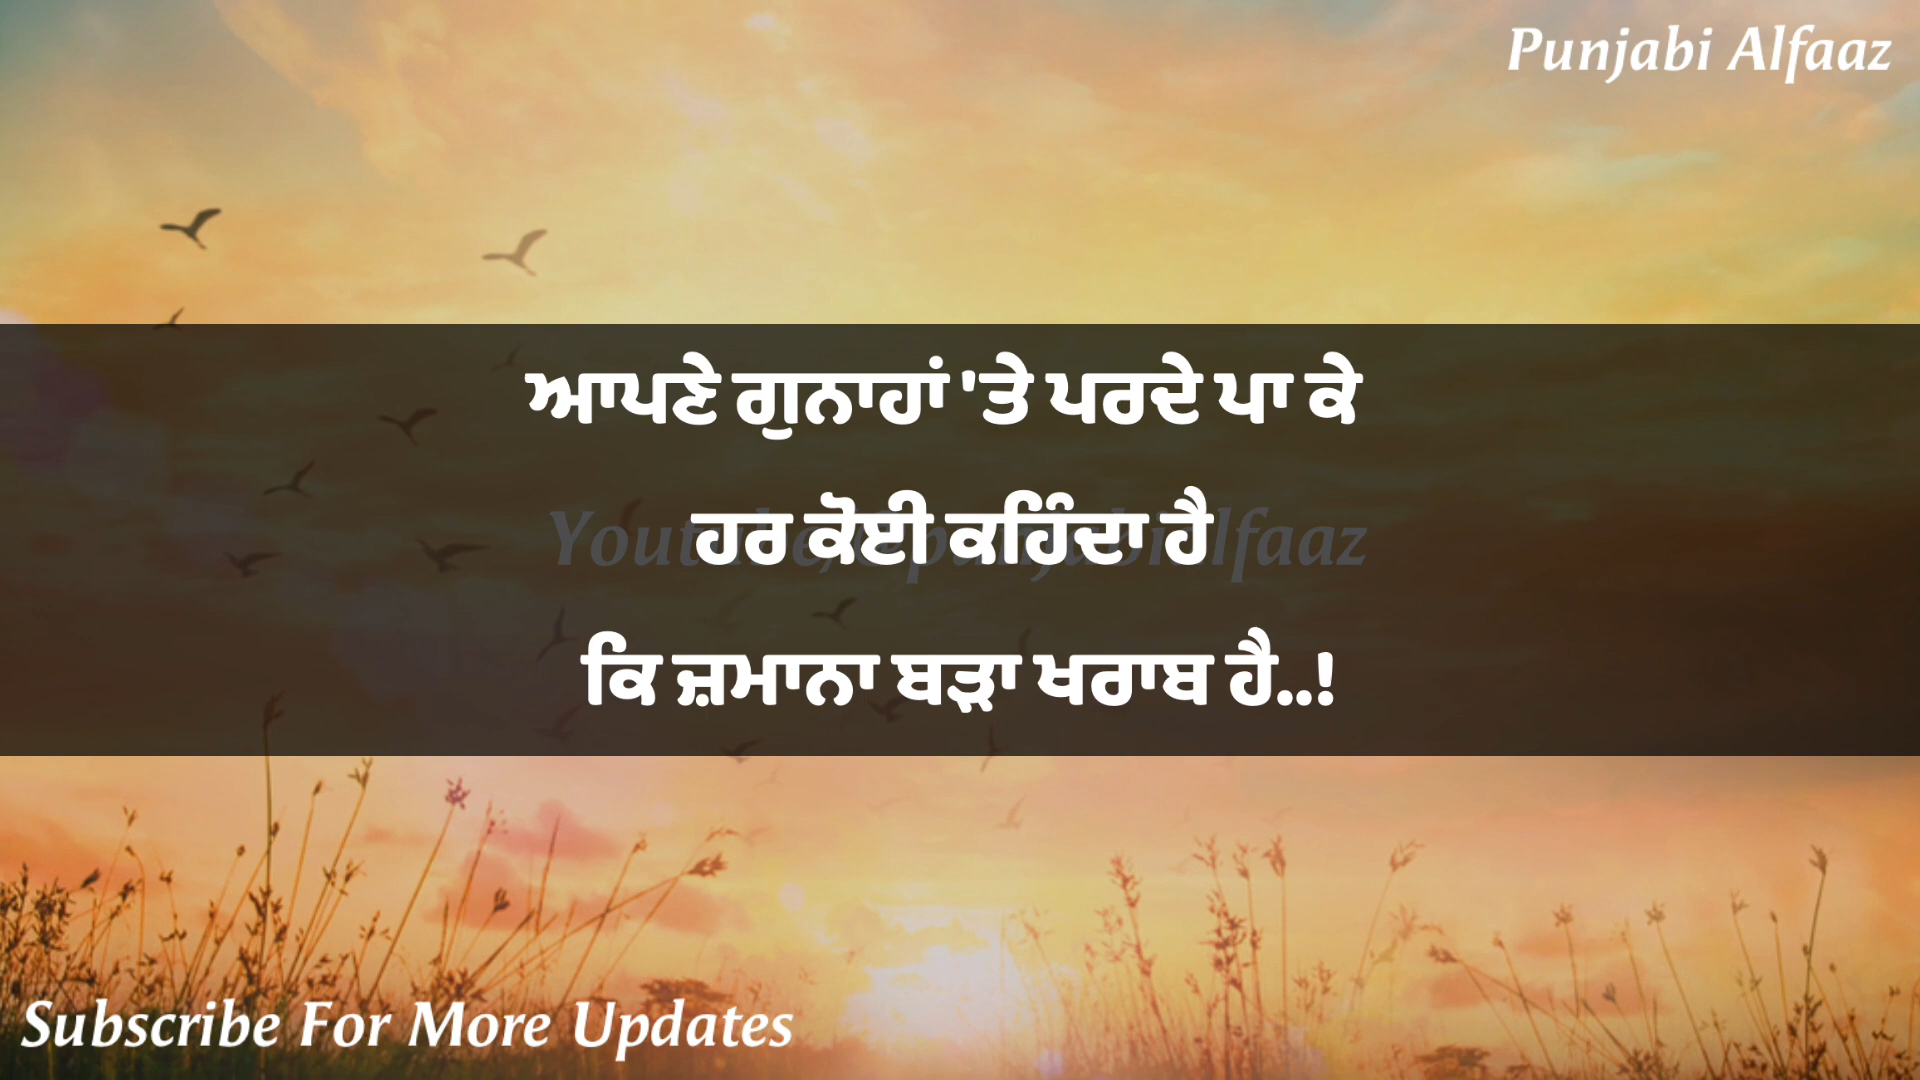 Punjabi Alfaaz
ਆਪਣੇ ਗੁਨਾਹਾਂ 'ਤੇ ਪਰਦੇ ਪਾ ਕੇ
ਹਰ ਕੋਈ ਕਹਿੰਦਾ ਹੈ
ਕਿ ਜ਼ਮਾਨਾ ਬੜਾ ਖਰਾਬ ਹੈ..!
Subscribe For More Updates